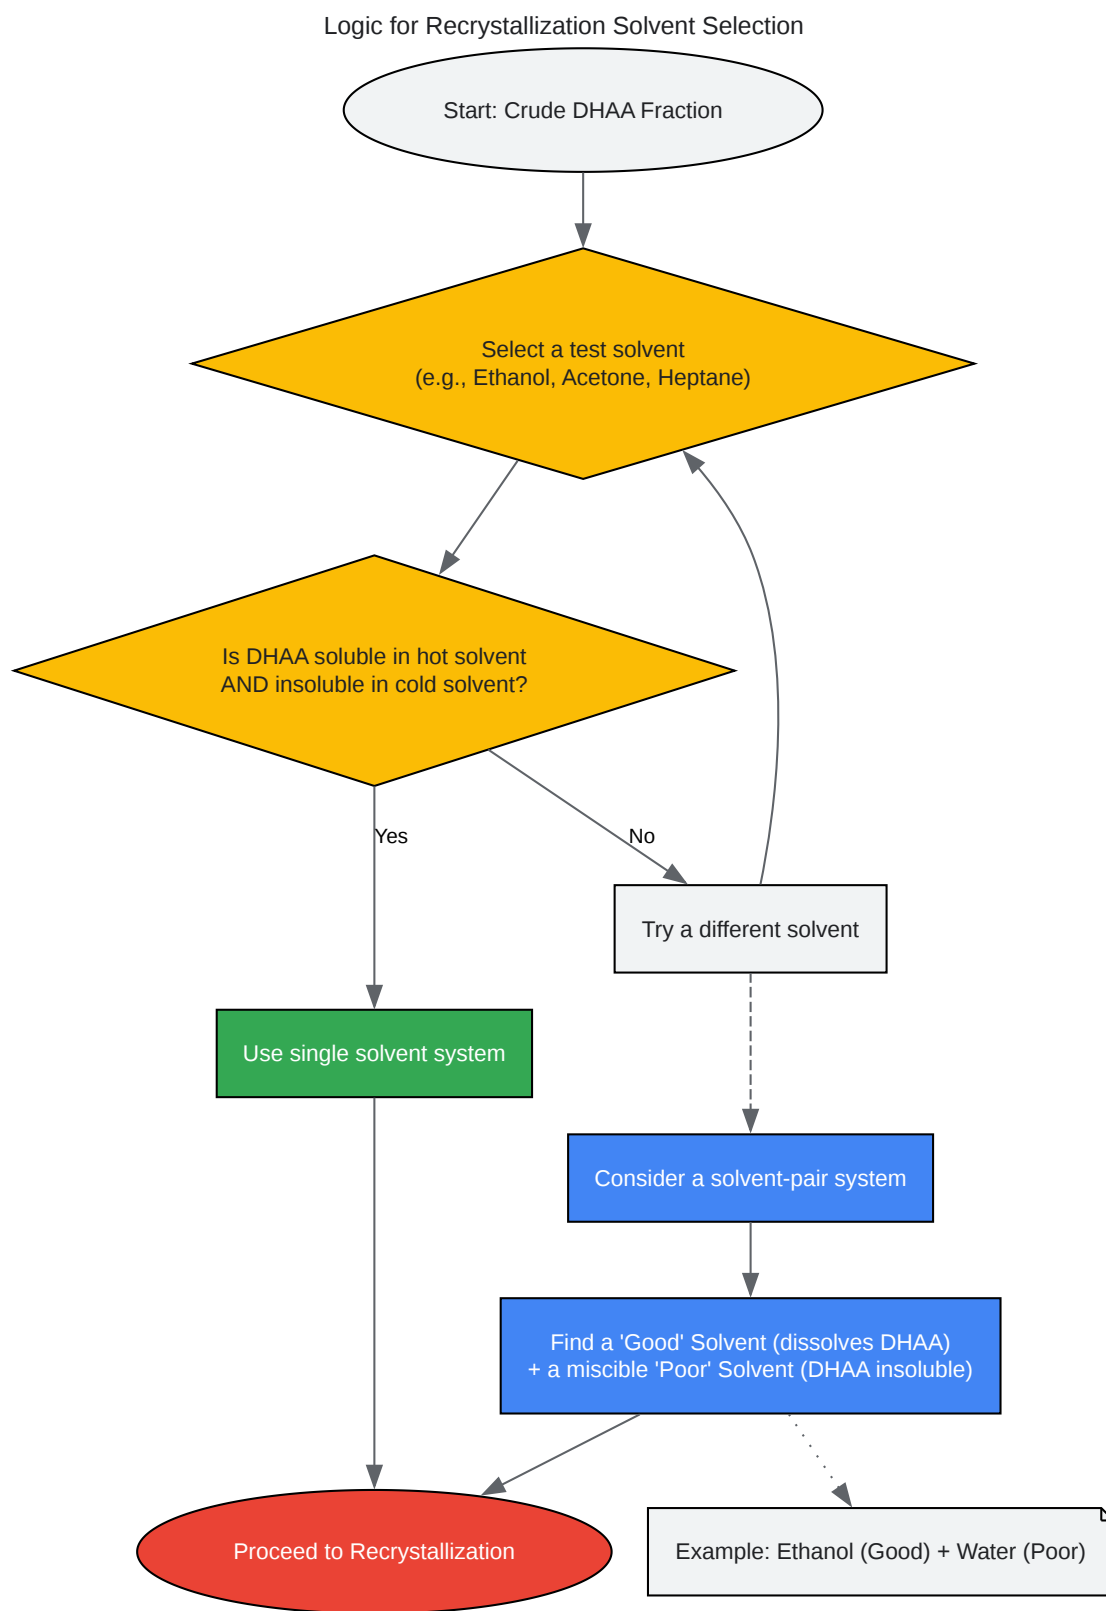 Logic for Recrystallization Solvent Selection
Start: Crude DHAA Fraction
Select a test solvent
(e.g., Ethanol, Acetone, Heptane)
Is DHAA soluble in hot solvent
AND insoluble in cold solvent?
Yes
No
Try a different solvent
Use single solvent system
Consider a solvent-pair system
Find a 'Good' Solvent (dissolves DHAA)
+ a miscible 'Poor' Solvent (DHAA insoluble)
Proceed to Recrystallization
Example: Ethanol (Good) + Water (Poor)